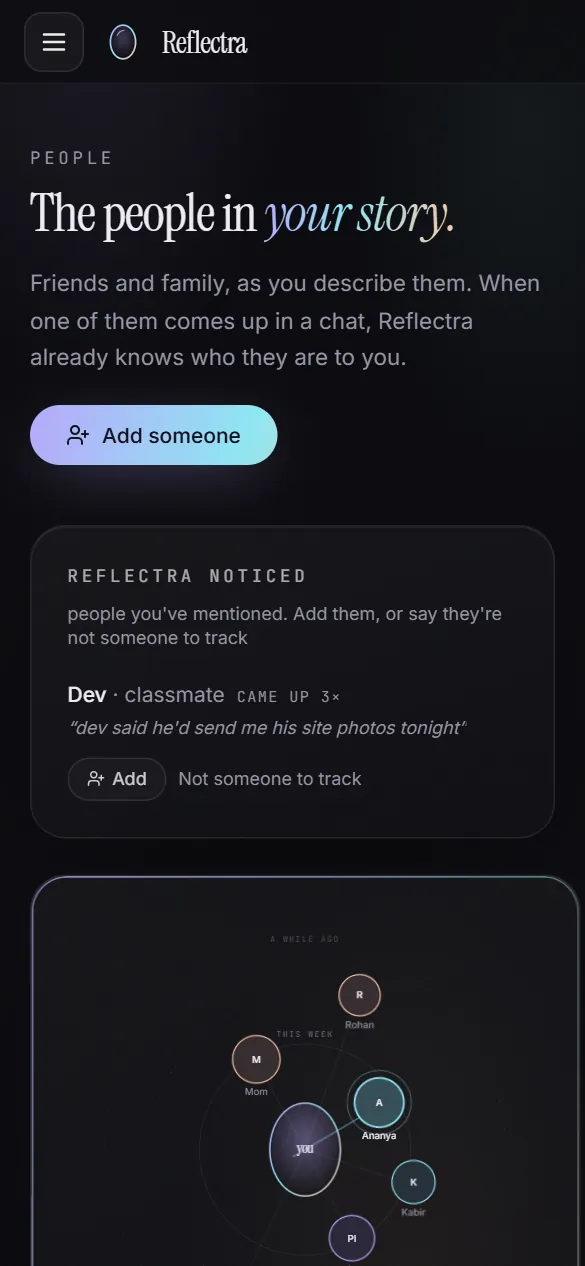 Reflectra
PEOPLE
The people in your story.
Friends and family, as you describe them. When
one of them comes up in a chat, Reflectra
already knows who they are to you.
Add someone
REFLECTRA NOTICED
people you've mentioned. Add them, or say they're
not someone to track
Dev · classmate CAME UP 3×
“dev said he'd send me his site photos tonight”
Add Not someone to track
A WHILE AGO
R
Rohan
THIS WEEK
M
Mom
A
Ananya
you
K
Kabir
PI